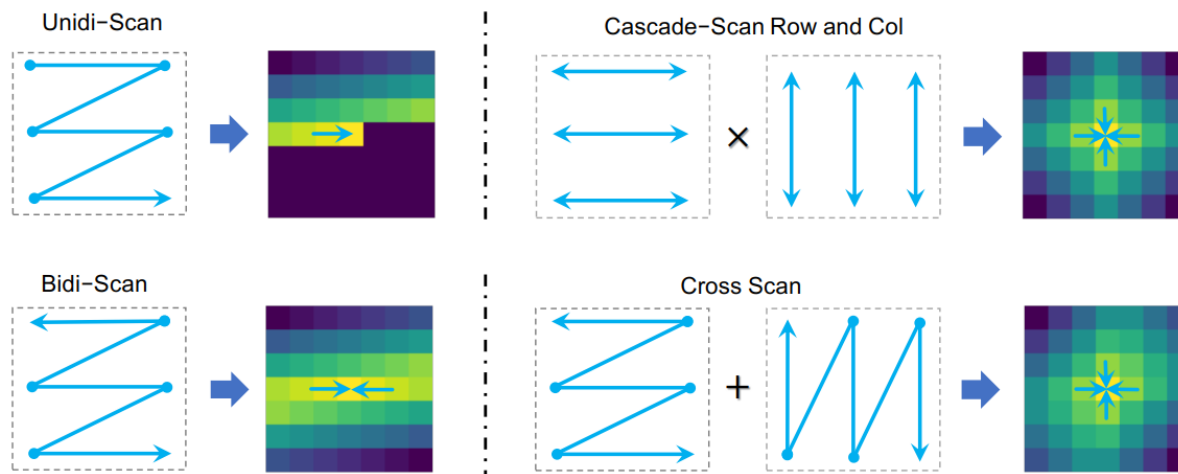 Unidi-Scan
Cascade-Scan Row and Col
×
Bidi-Scan
Cross Scan
+